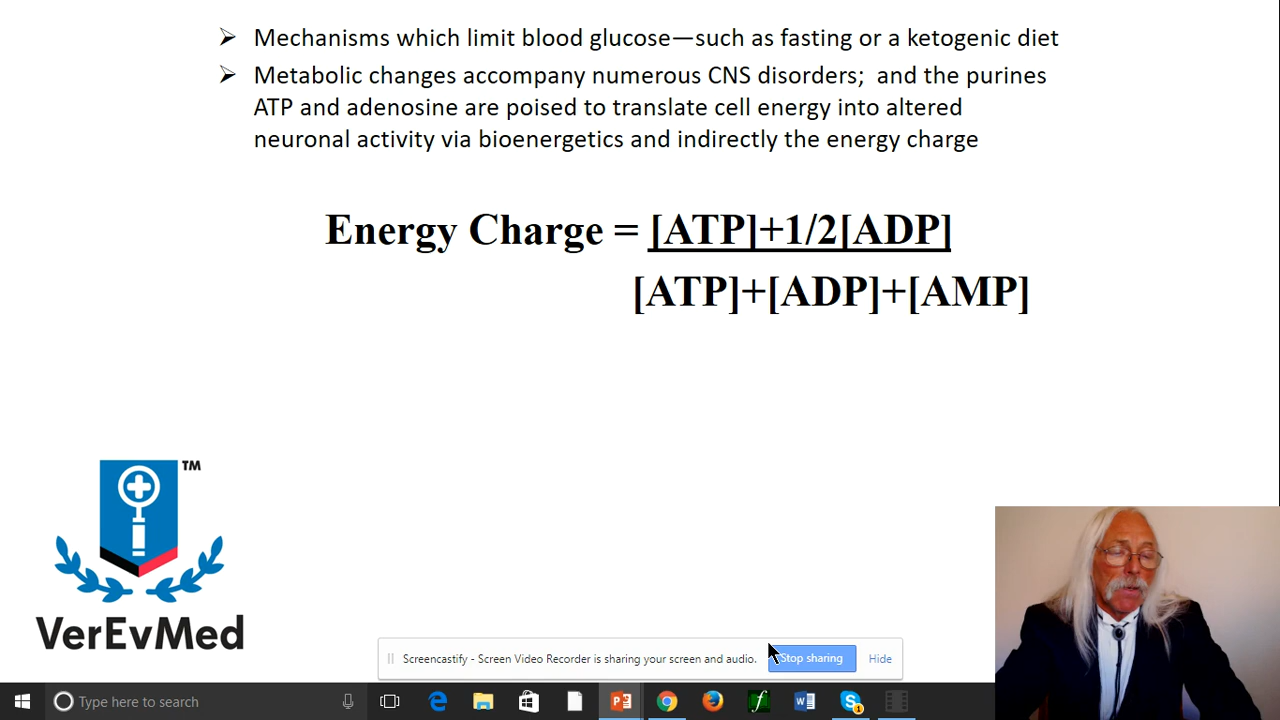 ➢ Mechanisms which limit blood glucose—such as fasting or a ketogenic diet
➢ Metabolic changes accompany numerous CNS disorders; and the purines
ATP and adenosine are poised to translate cell energy into altered
neuronal activity via bioenergetics and indirectly the energy charge
Energy Charge = [ATP]+1/2[ADP]
[ATP]+[ADP]+[AMP]
TM
VerEvMed
Screencastify - Screen Video Recorder is sharing your screen and audio. Stop sharing Hide
Type here to search